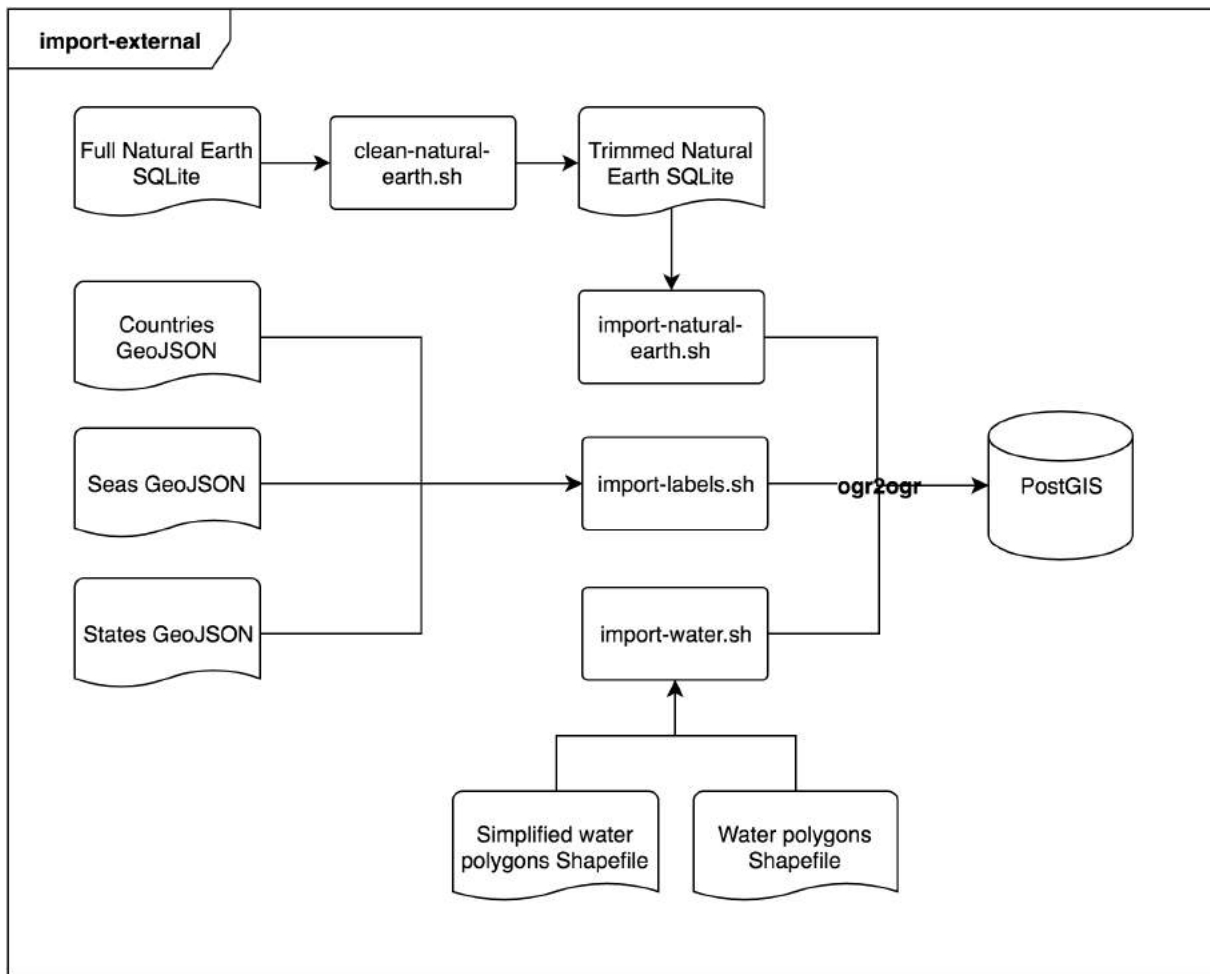 import-external
Full Natural Earth
SQLite
clean-natural-
earth.sh
Trimmed Natural
Earth SQLite
Countries
GeoJSON
import-natural-
earth.sh
Seas GeoJSON
import-labels.sh
ogr2ogr
PostGIS
States GeoJSON
import-water.sh
Simplified water
polygons Shapefile
Water polygons
Shapefile